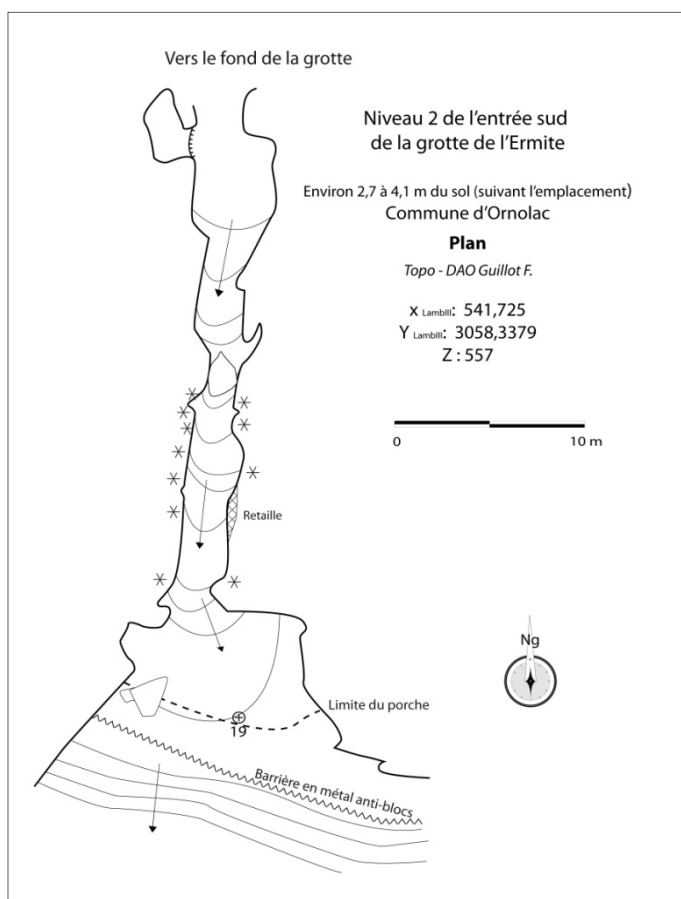 Vers le fond de la grotte
Niveau 2 de l'entrée sud
de la grotte de l'Ermite
Environ 2,7 à 4,1 m du sol (suivant l'emplacement)
Commune d'Ornolac
Plan
Topo - DAO Guillot F.
x LambIII: 541,725
Y LambIII: 3058,3379
Z : 557
0 10 m
Retaille
Ng
Limite du porche
19
Barrière en métal anti-blocs